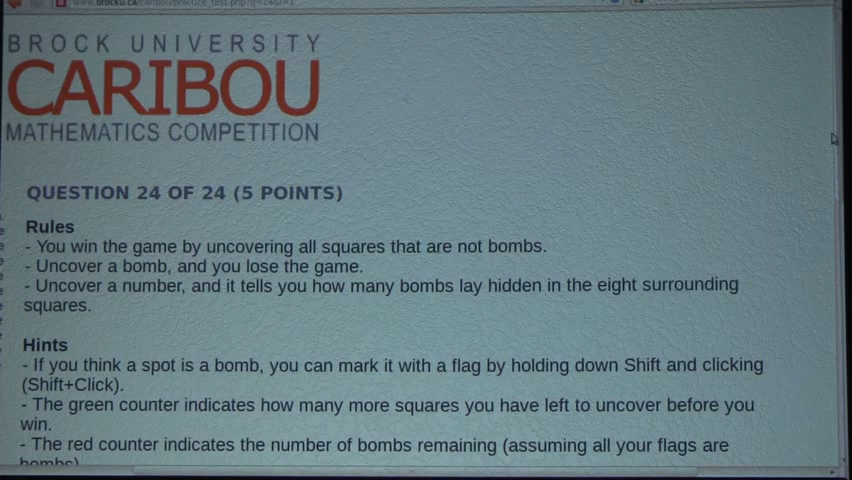 BROCK UNIVERSITY
CARIBOU
MATHEMATICS COMPETITION
QUESTION 24 OF 24 (5 POINTS)
Rules
- You win the game by uncovering all squares that are not bombs.
- Uncover a bomb, and you lose the game.
- Uncover a number, and it tells you how many bombs lay hidden in the eight surrounding
squares.
Hints
- If you think a spot is a bomb, you can mark it with a flag by holding down Shift and clicking
(Shift+Click).
- The green counter indicates how many more squares you have left to uncover before you
win.
- The red counter indicates the number of bombs remaining (assuming all your flags are
bombs)